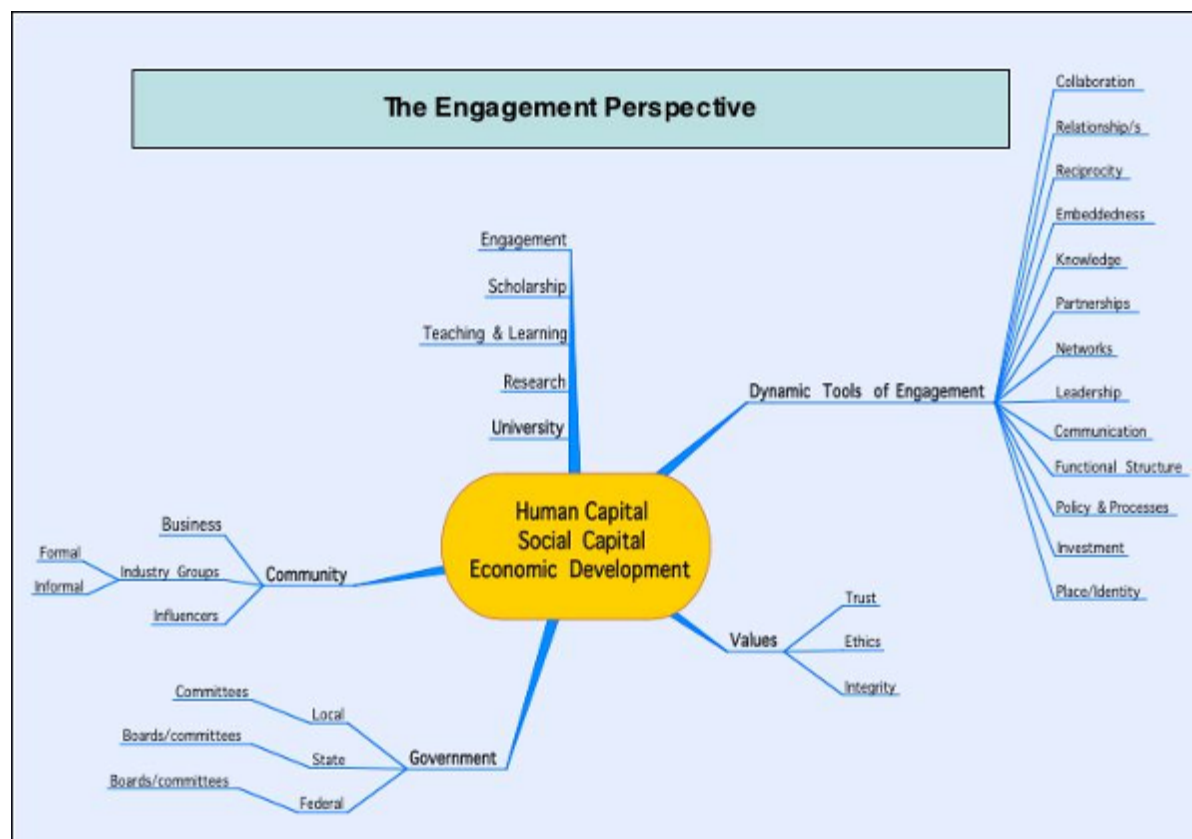 The Engagement Perspective
Engagement
Scholarship
Teaching & Learning
Research
University
Human Capital
Social Capital
Economic Development
Dynamic Tools of Engagement
Collaboration
Relationship/s
Reciprocity
Embeddedness
Knowledge
Partnerships
Networks
Leadership
Communication
Functional Structure
Policy & Processes
Investment
Place/Identity
Community
Business
Industry Groups
Formal
Informal
Influencers
Values
Trust
Ethics
Integrity
Government
Local
Committees
State
Boards/committees
Federal
Boards/committees